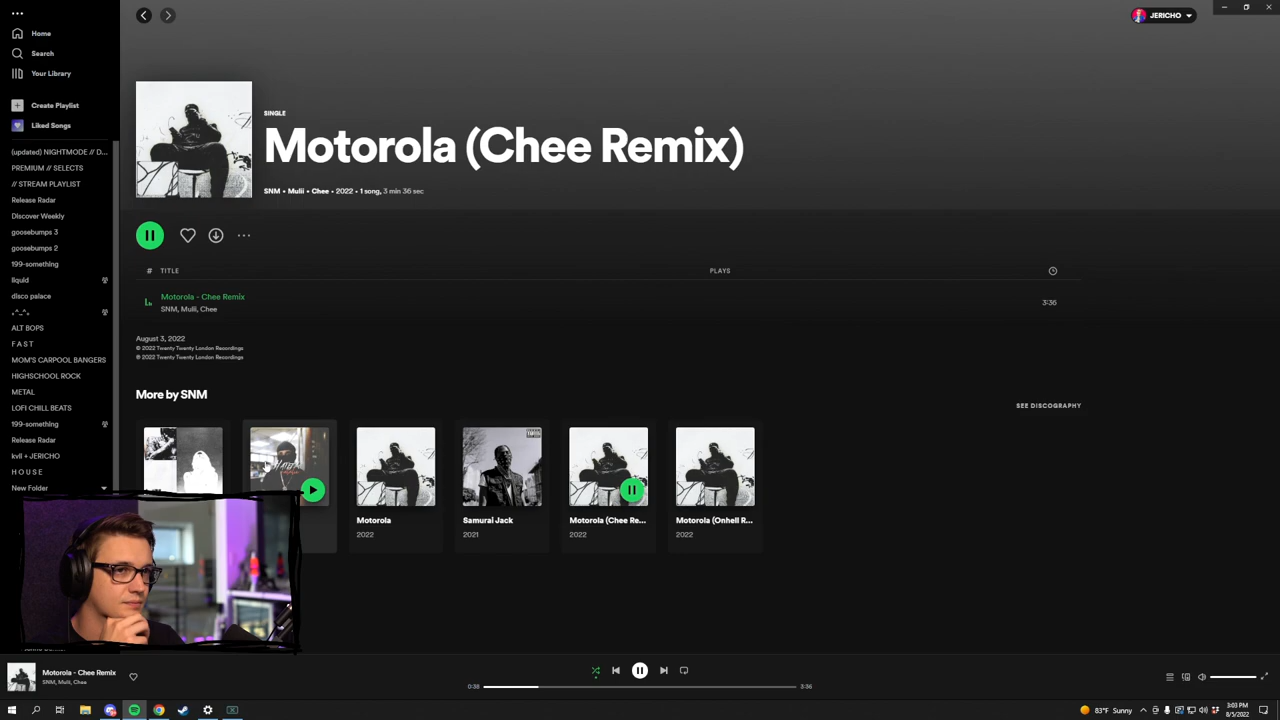 Home
Search
Your Library
Create Playlist
Liked Songs
(updated) NIGHTMODE // D...
PREMIUM // SELECTS
// STREAM PLAYLIST
Release Radar
Discover Weekly
goosebumps 3
goosebumps 2
199-something
liquid
disco palace
•^_^•
ALT BOPS
F A S T
MOM'S CARPOOL BANGERS
HIGHSCHOOL ROCK
METAL
LOFI CHILL BEATS
199-something
Release Radar
kvll + JERICHO
H O U S E
New Folder
JERICHO
SINGLE
Motorola (Chee Remix)
SNM • Mulii • Chee • 2022 • 1 song, 3 min 36 sec
# TITLE PLAYS
Motorola - Chee Remix
SNM, Mulii, Chee
3:36
August 3, 2022
© 2022 Twenty Twenty London Recordings
℗ 2022 Twenty Twenty London Recordings
More by SNM
SEE DISCOGRAPHY
Motorola
2022
Samurai Jack
2021
Motorola (Chee Re...
2022
Motorola (Onhell R...
2022
Motorola - Chee Remix
SNM, Mulii, Chee
0:38
3:36
83°F Sunny
3:03 PM
8/5/2022